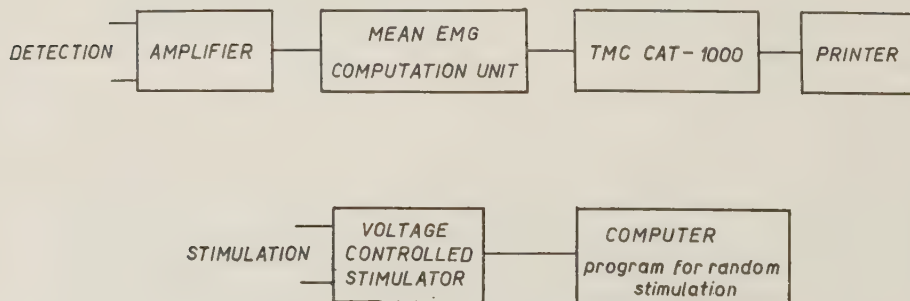 DETECTION
AMPLIFIER
MEAN EMG
COMPUTATION UNIT
TMC CAT-1000
PRINTER
STIMULATION
VOLTAGE
CONTROLLED
STIMULATOR
COMPUTER
program for random
stimulation